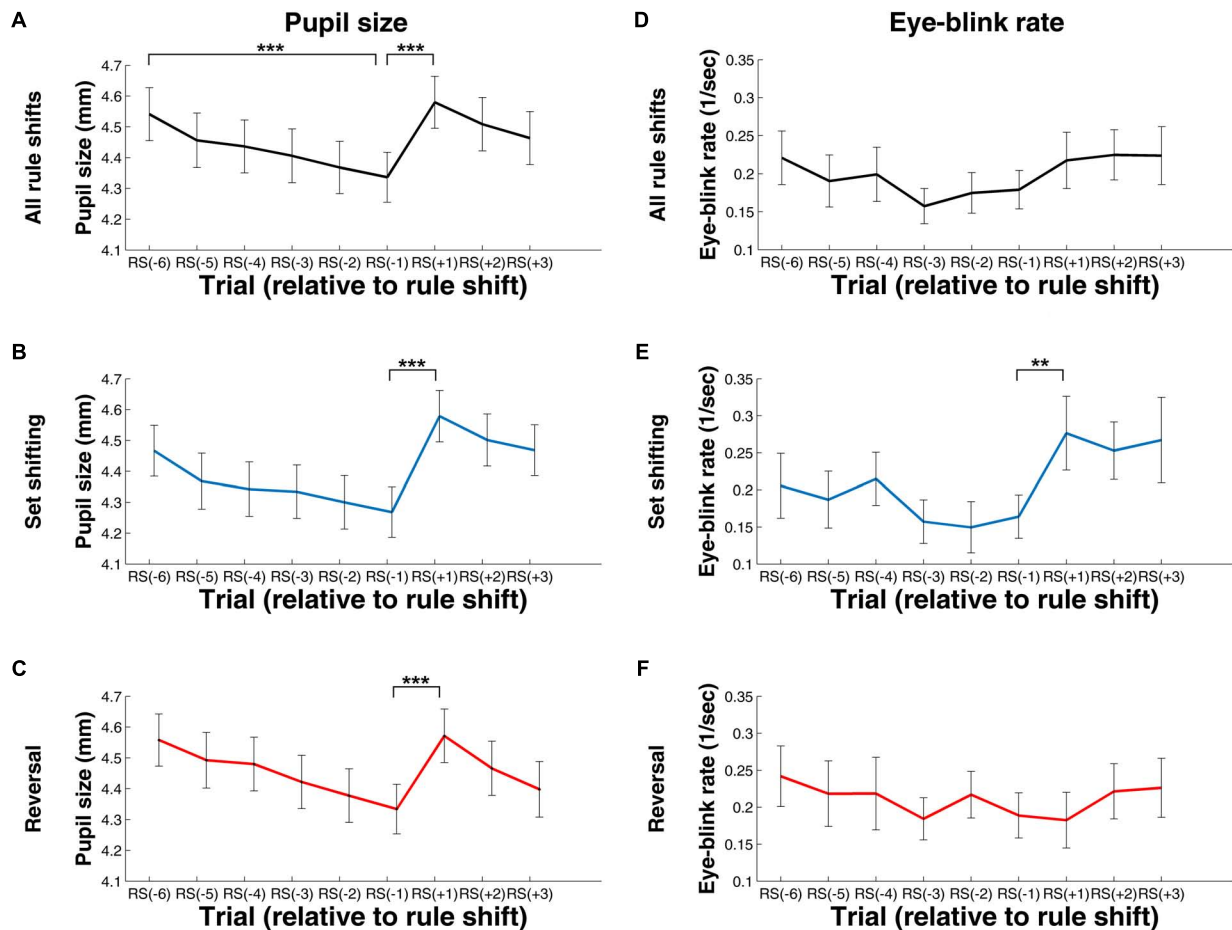 A
Pupil size
All rule shifts
Pupil size (mm)
***
***
4.7
4.6
4.5
4.4
4.3
4.2
4.1
RS(-6) RS(-5) RS(-4) RS(-3) RS(-2) RS(-1) RS(+1) RS(+2) RS(+3)
Trial (relative to rule shift)
D
Eye-blink rate
All rule shifts
Eye-blink rate (1/sec)
0.35
0.3
0.25
0.2
0.15
0.1
RS(-6) RS(-5) RS(-4) RS(-3) RS(-2) RS(-1) RS(+1) RS(+2) RS(+3)
Trial (relative to rule shift)
B
Set shifting
Pupil size (mm)
***
4.7
4.6
4.5
4.4
4.3
4.2
4.1
RS(-6) RS(-5) RS(-4) RS(-3) RS(-2) RS(-1) RS(+1) RS(+2) RS(+3)
Trial (relative to rule shift)
E
Set shifting
Eye-blink rate (1/sec)
**
0.35
0.3
0.25
0.2
0.15
0.1
RS(-6) RS(-5) RS(-4) RS(-3) RS(-2) RS(-1) RS(+1) RS(+2) RS(+3)
Trial (relative to rule shift)
C
Reversal
Pupil size (mm)
***
4.7
4.6
4.5
4.4
4.3
4.2
4.1
RS(-6) RS(-5) RS(-4) RS(-3) RS(-2) RS(-1) RS(+1) RS(+2) RS(+3)
Trial (relative to rule shift)
F
Reversal
Eye-blink rate (1/sec)
0.35
0.3
0.25
0.2
0.15
0.1
RS(-6) RS(-5) RS(-4) RS(-3) RS(-2) RS(-1) RS(+1) RS(+2) RS(+3)
Trial (relative to rule shift)